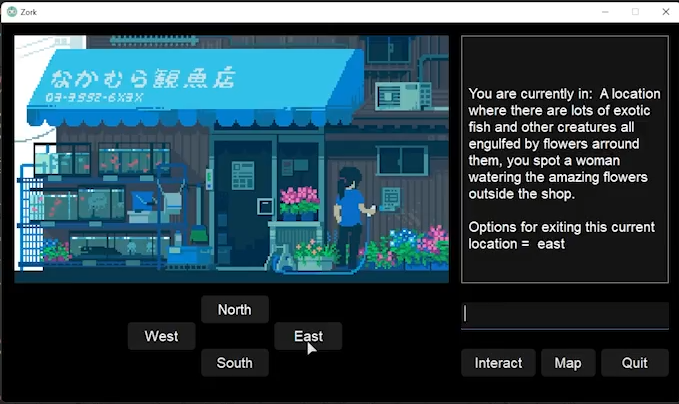 Zork
なかむら観魚店
03-3992-6X3X
You are currently in:  A location
where there are lots of exotic
fish and other creatures all
engulfed by flowers arround
them, you spot a woman
watering the amazing flowers
outside the shop.
Options for exiting this current
location =  east
North
West
East
South
Interact
Map
Quit